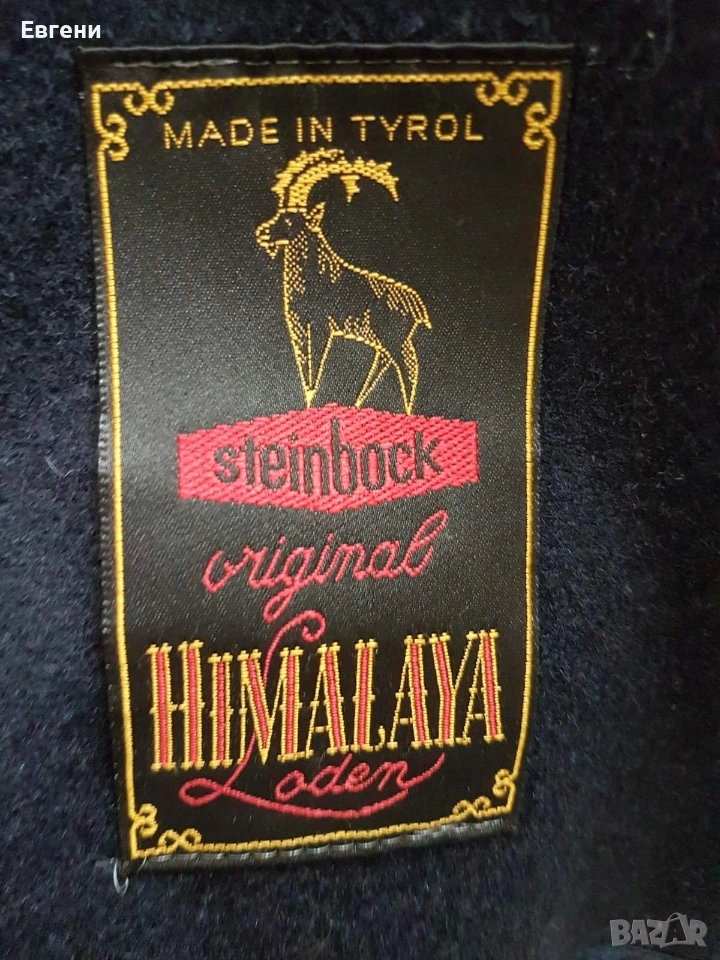 Евгени
MADE IN TYROL
steinbock
original
HIMALAYA
Loden
BAZAR